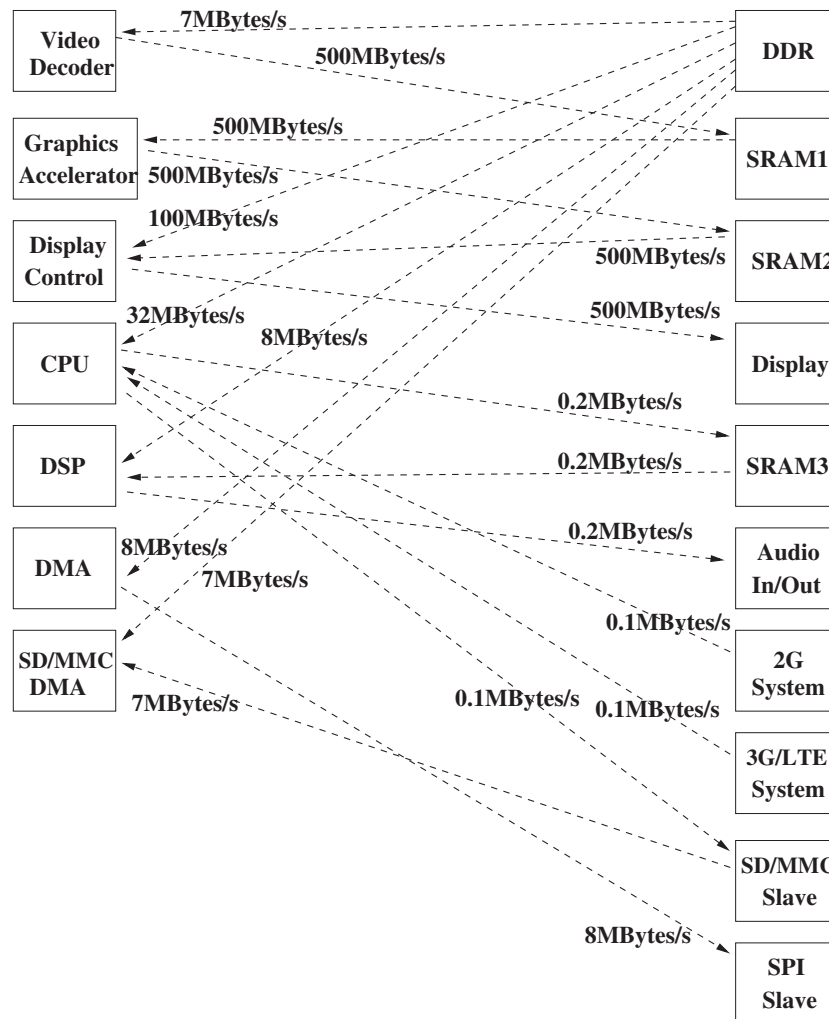 7MBytes/s
Video
Decoder
DDR
500MBytes/s
500MBytes/s
Graphics
Accelerator
SRAM1
500MBytes/s
100MBytes/s
Display
Control
500MBytes/s
SRAM2
32MBytes/s
500MBytes/s
8MBytes/s
CPU
Display
0.2MBytes/s
DSP
0.2MBytes/s
SRAM3
0.2MBytes/s
8MBytes/s
DMA
7MBytes/s
Audio
In/Out
0.1MBytes/s
SD/MMC
DMA
2G
System
7MBytes/s
0.1MBytes/s
0.1MBytes/s
3G/LTE
System
SD/MMC
Slave
8MBytes/s
SPI
Slave